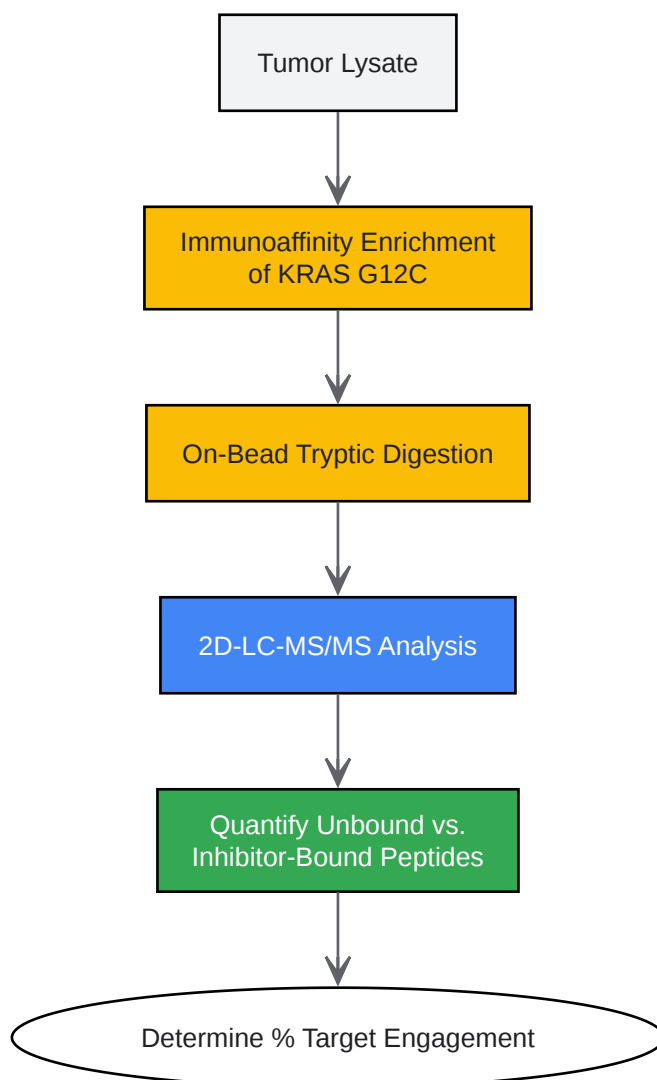 Tumor Lysate
Immunoaffinity Enrichment
of KRAS G12C
On-Bead Tryptic Digestion
2D-LC-MS/MS Analysis
Quantify Unbound vs.
Inhibitor-Bound Peptides
Determine % Target Engagement